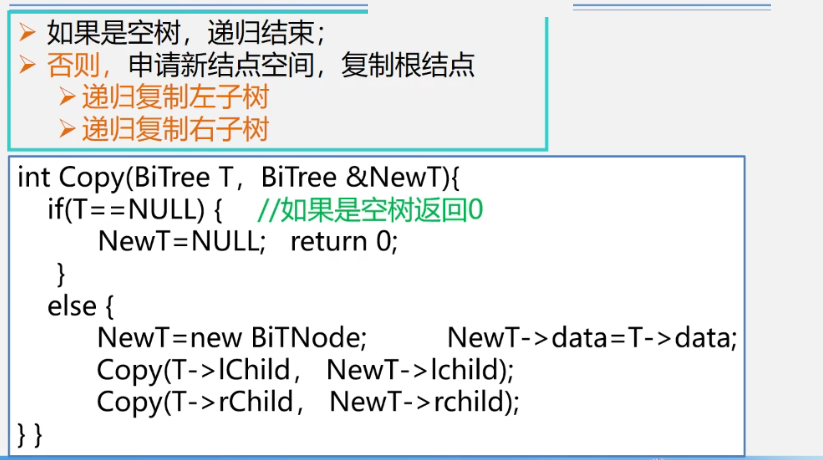 ➢ 如果是空树，递归结束；
➢ 否则，申请新结点空间，复制根结点
➢ 递归复制左子树
➢ 递归复制右子树
int Copy(BiTree T，BiTree &NewT){
if(T==NULL) { //如果是空树返回0
NewT=NULL; return 0;
}
else {
NewT=new BiTNode; NewT->data=T->data;
Copy(T->lChild， NewT->lchild);
Copy(T->rChild， NewT->rchild);
} }